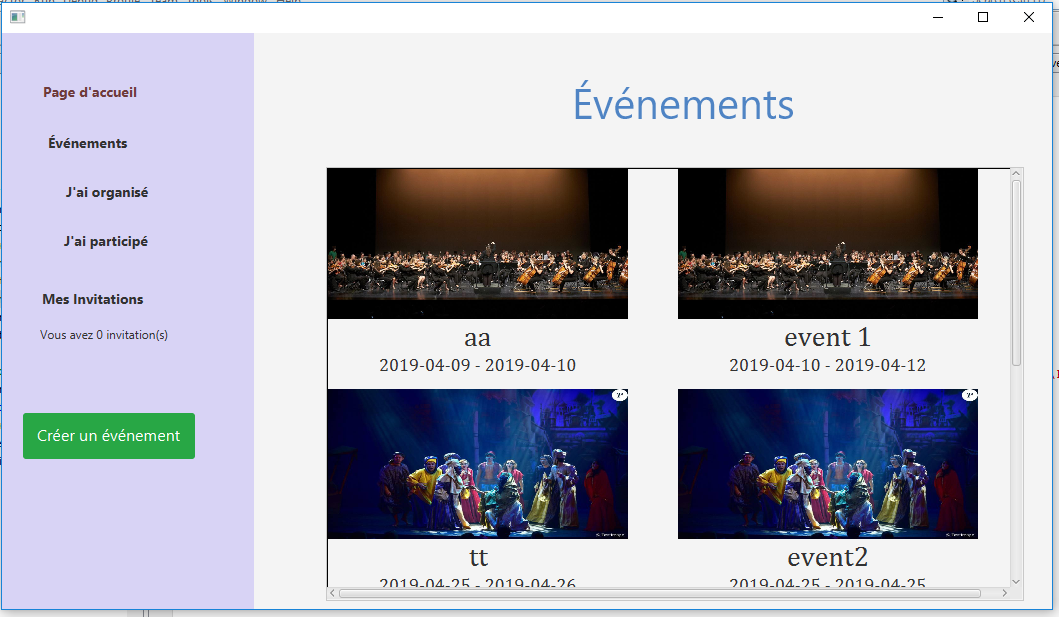 Page d'accueil
Événements
J'ai organisé
J'ai participé
Mes Invitations
Vous avez 0 invitation(s)
Créer un événement
Événements
aa
2019-04-09 - 2019-04-10
event 1
2019-04-10 - 2019-04-12
tt
2019-04-25 - 2019-04-26
event2
2019-04-25 - 2019-04-25